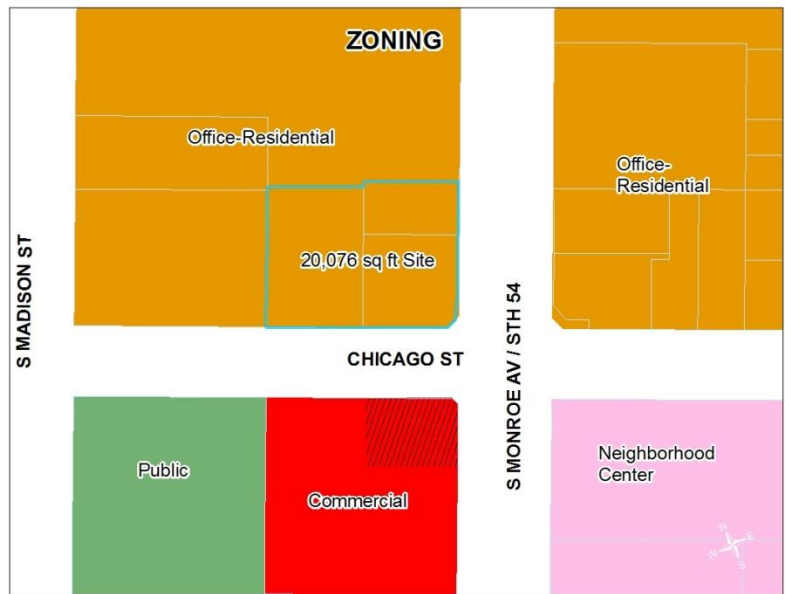 ZONING
Office-Residential
Office-
Residential
20,076 sq ft Site
S MADISON ST
CHICAGO ST
S MONROE AV / STH 54
Public
Commercial
Neighborhood
Center
N
E
W
S